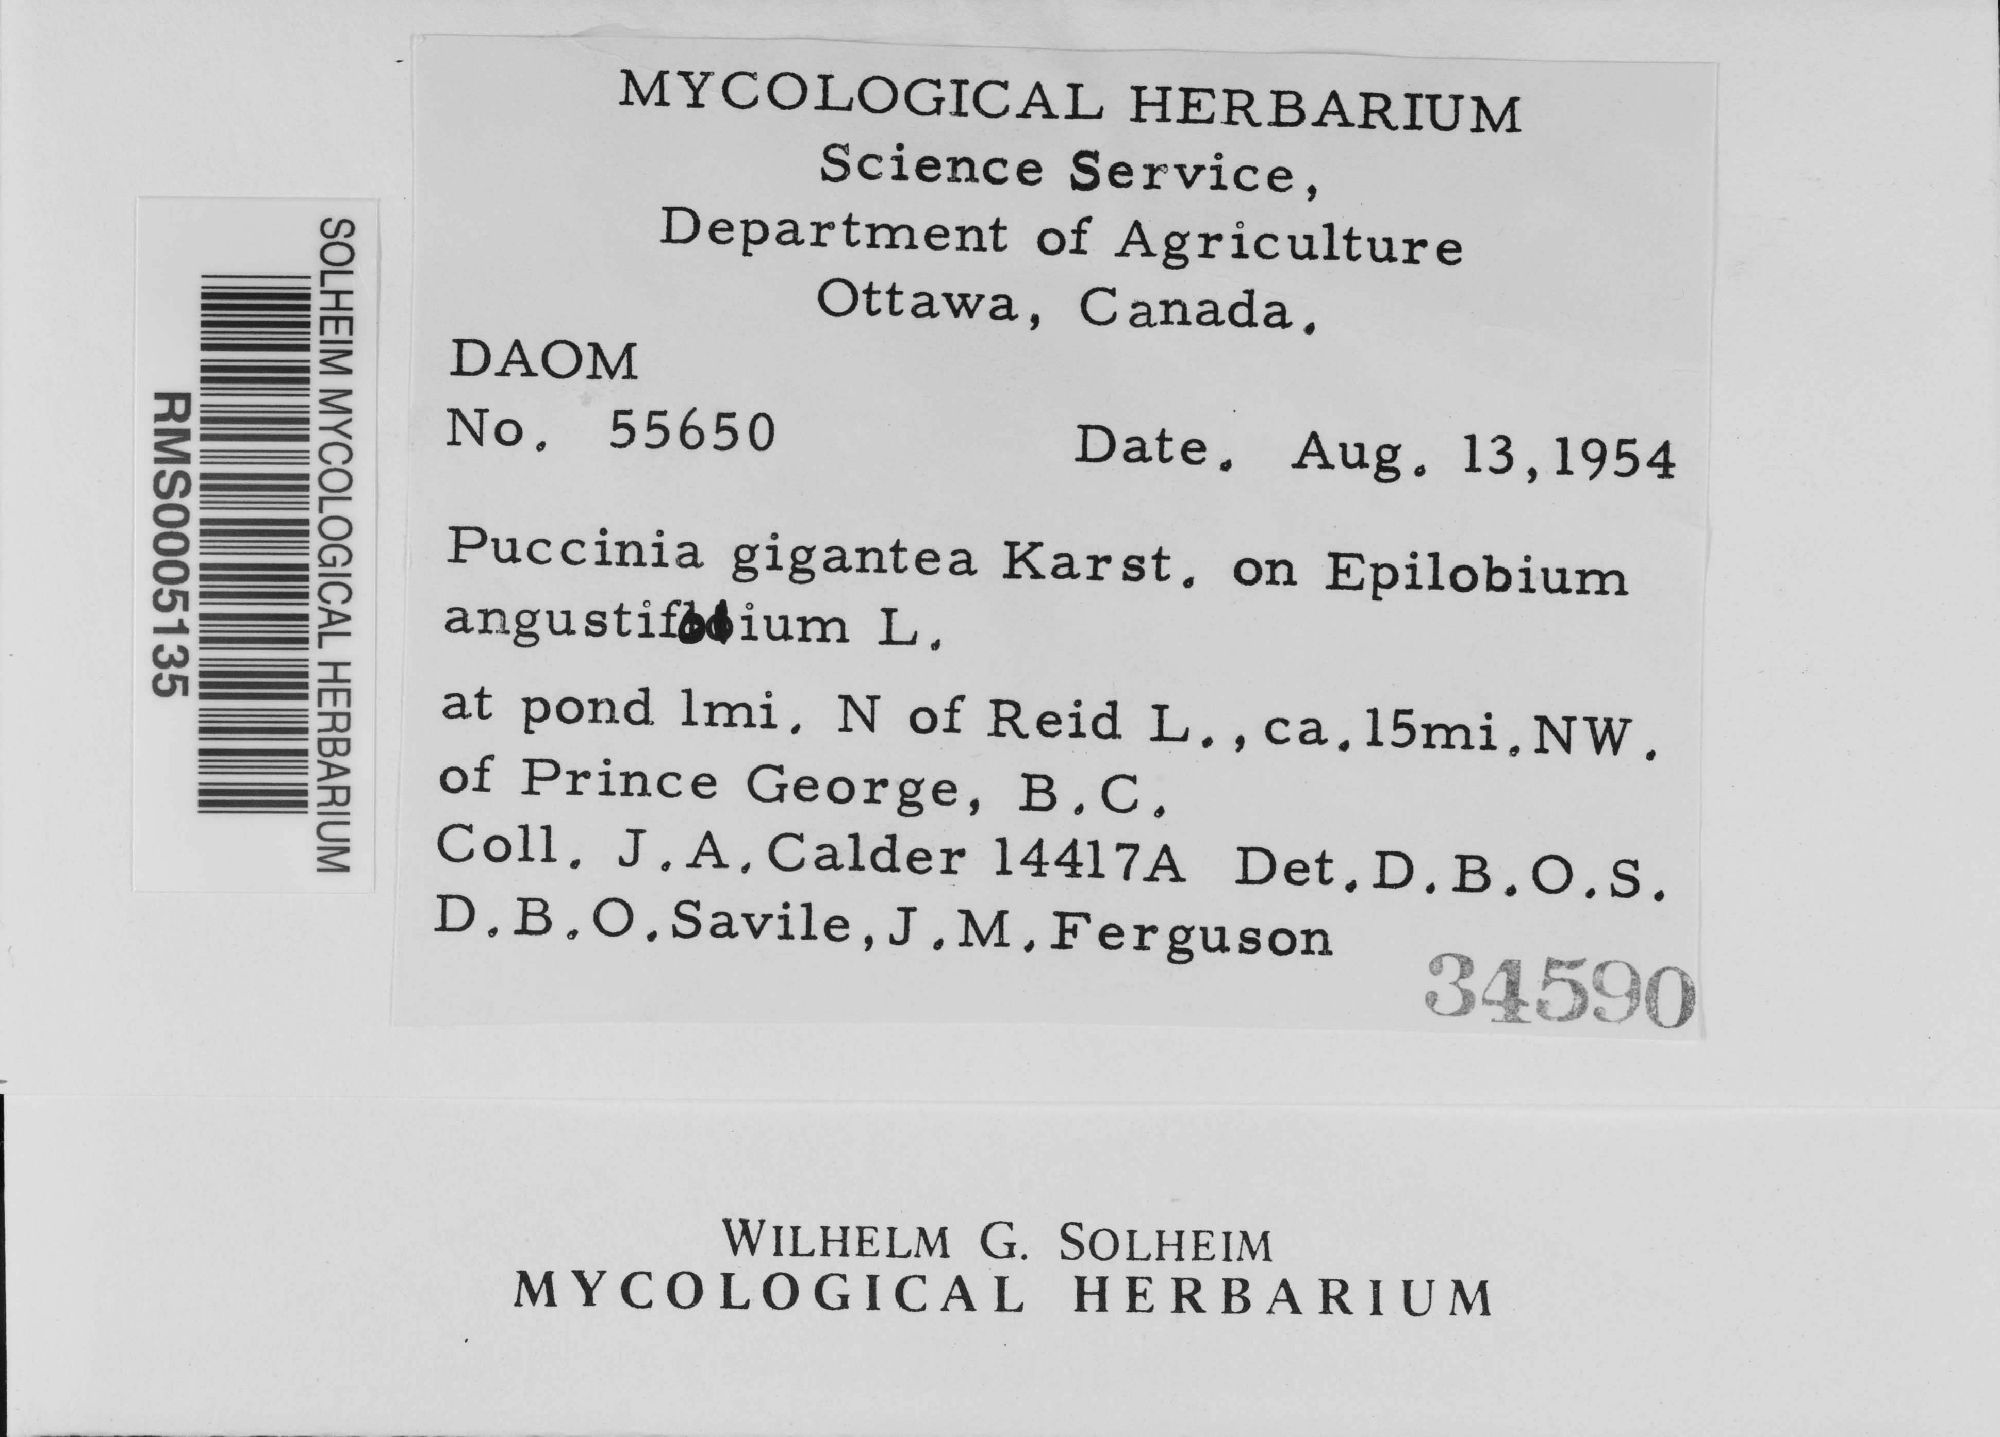 MYCOLOGICAL HERBARIUM
Science Service,
Department of Agriculture
Ottawa, Canada.
DAOM
No. 55650 Date. Aug. 13,1954
Puccinia gigantea Karst. on Epilobium
angustifolium L.
at pond 1mi. N of Reid L.,ca.15mi.NW.
of Prince George, B.C.
Coll. J.A.Calder 14417A Det.D.B.O.S.
D.B.O.Savile,J.M.Ferguson
34590
SOLHEIM MYCOLOGICAL HERBARIUM
RMS0005135
WILHELM G. SOLHEIM
MYCOLOGICAL HERBARIUM